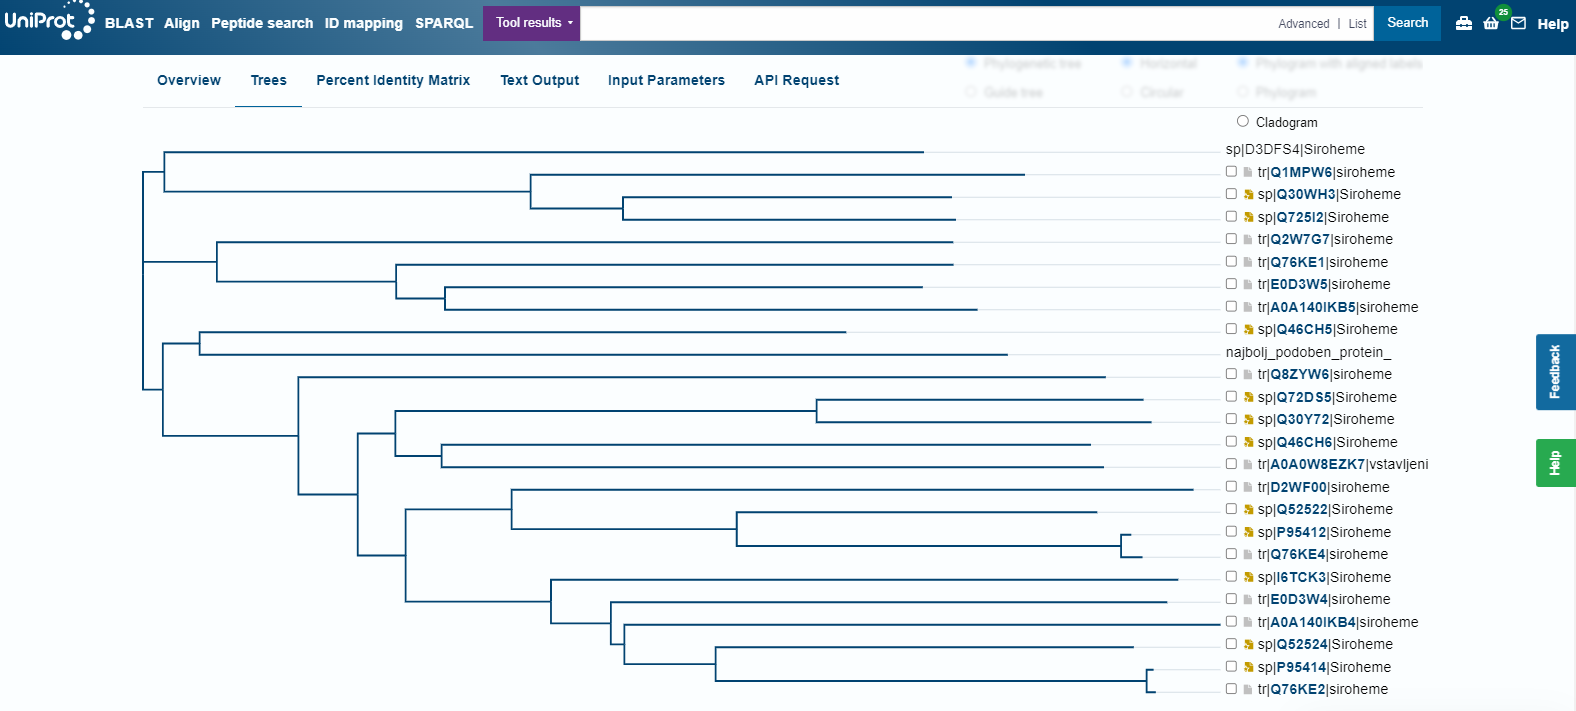 UniProt BLAST Align Peptide search ID mapping SPARQL Tool results Advanced | List Search 25 Help
Overview Trees Percent Identity Matrix Text Output Input Parameters API Request
Phylogenetic tree Horizontal Phylogram with aligned labels
Guide tree Circular Phylogram
Cladogram
sp|D3DFS4|Siroheme
tr|Q1MPW6|siroheme
sp|Q30WH3|Siroheme
sp|Q725I2|Siroheme
tr|Q2W7G7|siroheme
tr|Q76KE1|siroheme
tr|E0D3W5|siroheme
tr|A0A140IKB5|siroheme
sp|Q46CH5|Siroheme
najbolj_podoben_protein_
tr|Q8ZYW6|siroheme
sp|Q72DS5|Siroheme
sp|Q30Y72|Siroheme
sp|Q46CH6|Siroheme
tr|A0A0W8EZK7|vstavljeni
tr|D2WF00|siroheme
sp|Q52522|Siroheme
sp|P95412|Siroheme
tr|Q76KE4|siroheme
sp|I6TCK3|Siroheme
tr|E0D3W4|siroheme
tr|A0A140IKB4|siroheme
sp|Q52524|Siroheme
sp|P95414|Siroheme
tr|Q76KE2|siroheme
Feedback
Help